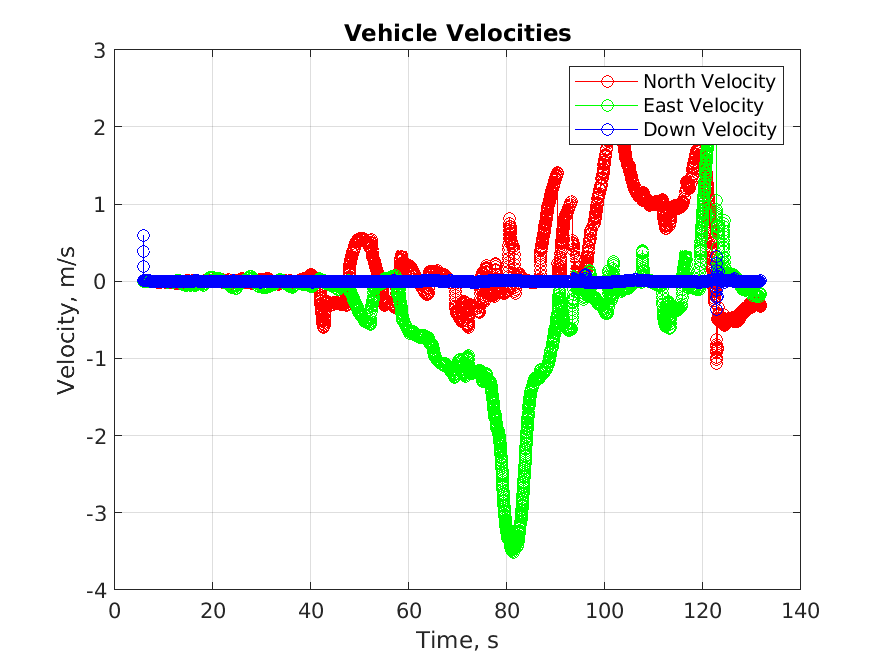 Vehicle Velocities
North Velocity
East Velocity
Down Velocity
Velocity, m/s
3
2
1
0
-1
-2
-3
-4
0 20 40 60 80 100 120 140
Time, s